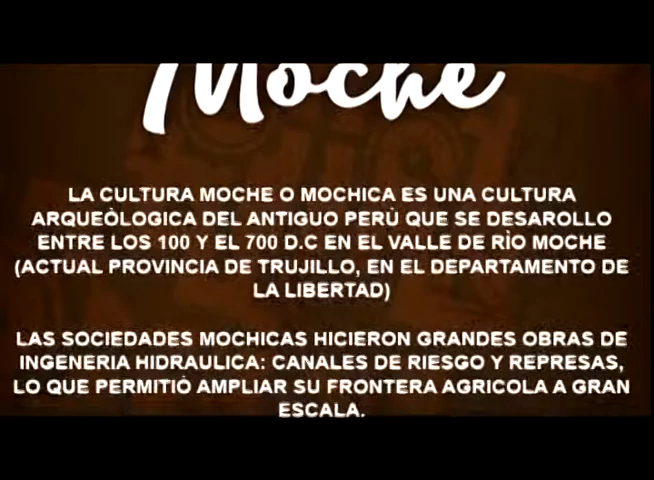 Moche
LA CULTURA MOCHE O MOCHICA ES UNA CULTURA
ARQUEÒLOGICA DEL ANTIGUO PERÙ QUE SE DESAROLLO
ENTRE LOS 100 Y EL 700 D.C EN EL VALLE DE RÌO MOCHE
(ACTUAL PROVINCIA DE TRUJILLO, EN EL DEPARTAMENTO DE
LA LIBERTAD)
LAS SOCIEDADES MOCHICAS HICIERON GRANDES OBRAS DE
INGENERIA HIDRAULICA: CANALES DE RIESGO Y REPRESAS,
LO QUE PERMITIÒ AMPLIAR SU FRONTERA AGRICOLA A GRAN
ESCALA.